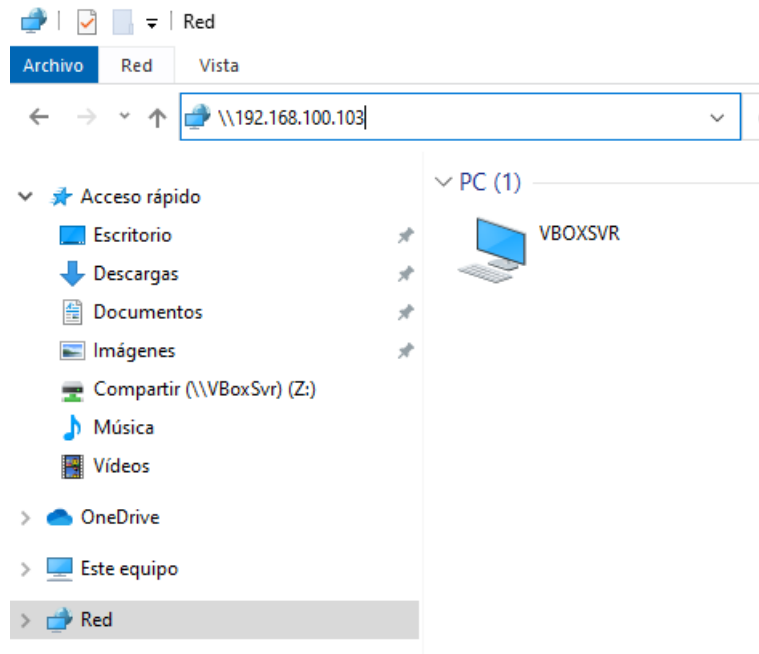 Red
Archivo Red Vista
\\192.168.100.103
Acceso rápido
Escritorio
Descargas
Documentos
Imágenes
Compartir (\\VBoxSvr) (Z:)
Música
Vídeos
OneDrive
Este equipo
Red
PC (1)
VBOXSVR